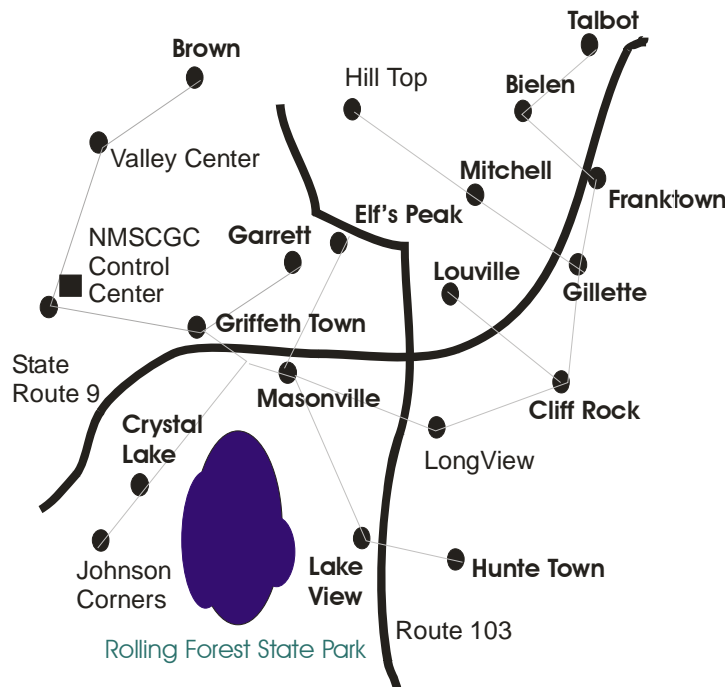 Talbot
Brown
Hill Top
Bielen
Valley Center
Mitchell
Franktown
Elf's Peak
Garrett
NMSCGC
Control
Center
Louville
Gillette
Griffeth Town
State
Route 9
Masonville
Cliff Rock
Crystal
Lake
LongView
Lake
View
Hunte Town
Johnson
Corners
Route 103
Rolling Forest State Park